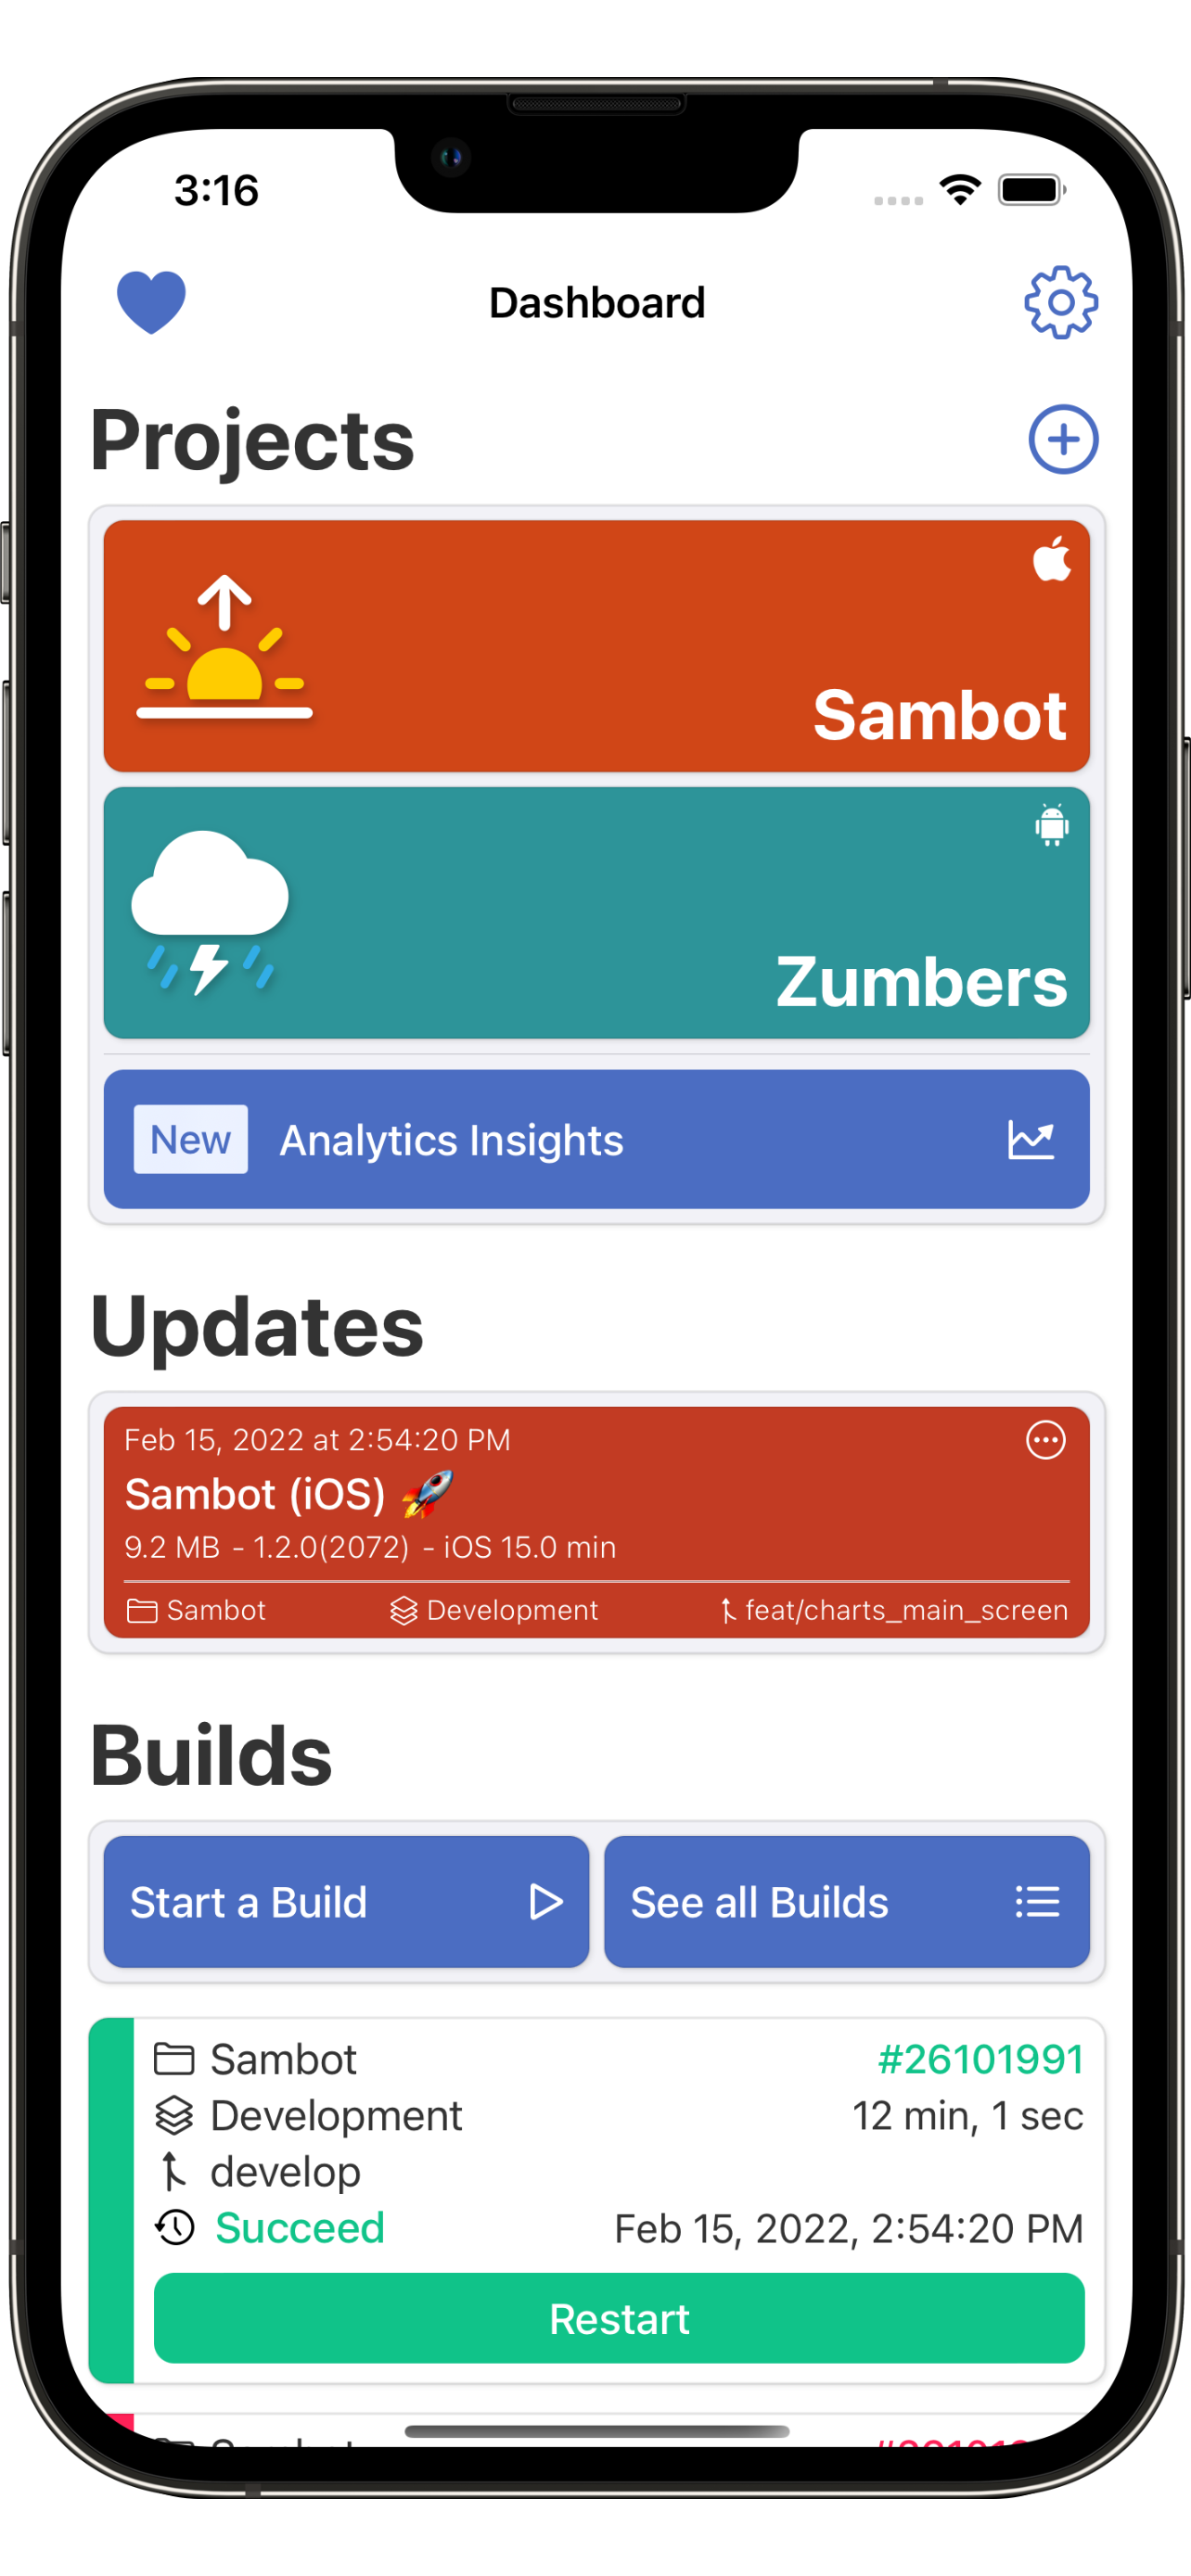 3:16
Dashboard
Projects
Sambot
Zumbers
New Analytics Insights
Updates
Feb 15, 2022 at 2:54:20 PM
Sambot (iOS) 🚀
9.2 MB - 1.2.0(2072) - iOS 15.0 min
Sambot Development feat/charts_main_screen
Builds
Start a Build See all Builds
Sambot #26101991
Development 12 min, 1 sec
develop
Succeed Feb 15, 2022, 2:54:20 PM
Restart